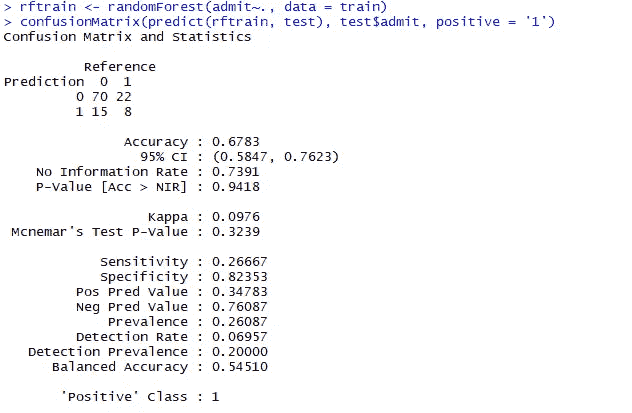 > rftrain <- randomForest(admit~., data = train)
> confusionMatrix(predict(rftrain, test), test$admit, positive = '1')
Confusion Matrix and Statistics
Reference
Prediction 0 1
0 70 22
1 15 8
Accuracy : 0.6783
95% CI : (0.5847, 0.7623)
No Information Rate : 0.7391
P-Value [Acc > NIR] : 0.9418
Kappa : 0.0976
Mcnemar's Test P-Value : 0.3239
Sensitivity : 0.26667
Specificity : 0.82353
Pos Pred Value : 0.34783
Neg Pred Value : 0.76087
Prevalence : 0.26087
Detection Rate : 0.06957
Detection Prevalence : 0.20000
Balanced Accuracy : 0.54510
'Positive' Class : 1